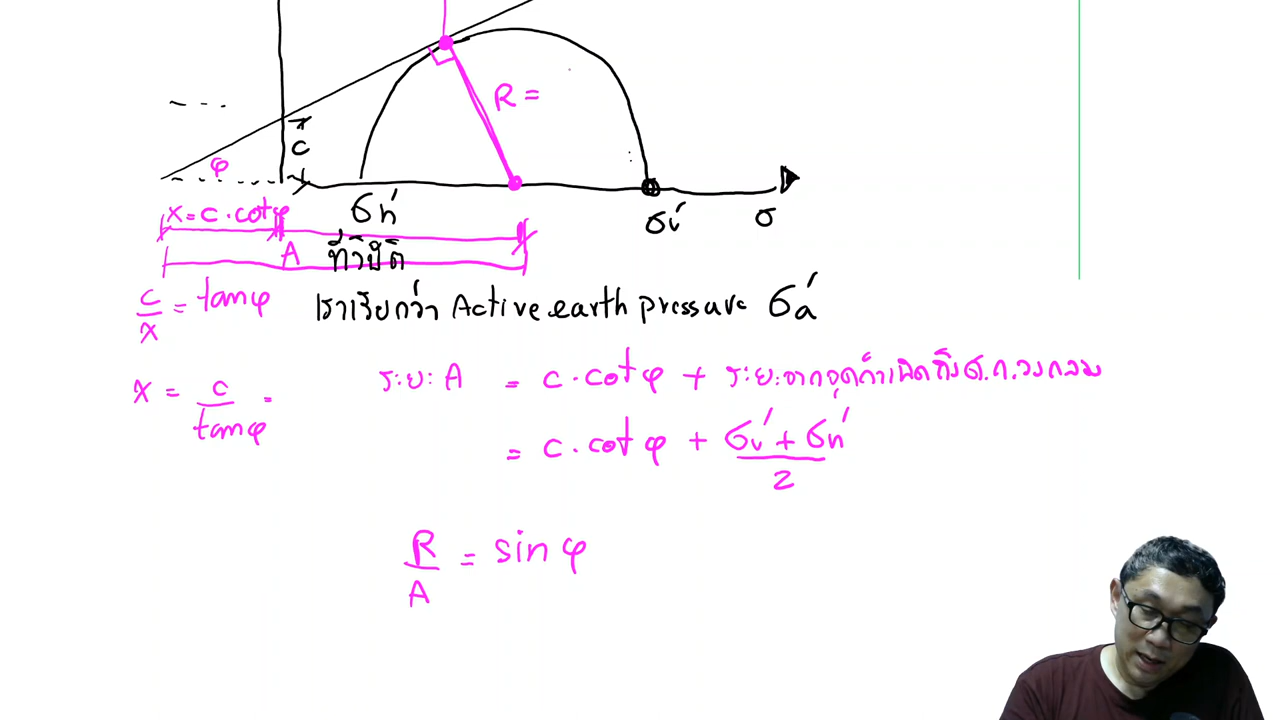 R =
c
φ
x = c·cotφ
σh'
σv'
σ
A
ที่วิบัติ
c/x = tanφ
เราเรียกว่า Active earth pressure σa'
x = c/tanφ =
ระยะ A = c·cotφ + ระยะจากจุดกำเนิดถึงศ.ก.วงกลม
= c·cotφ + (σv' + σh')/2
R/A = sin φ